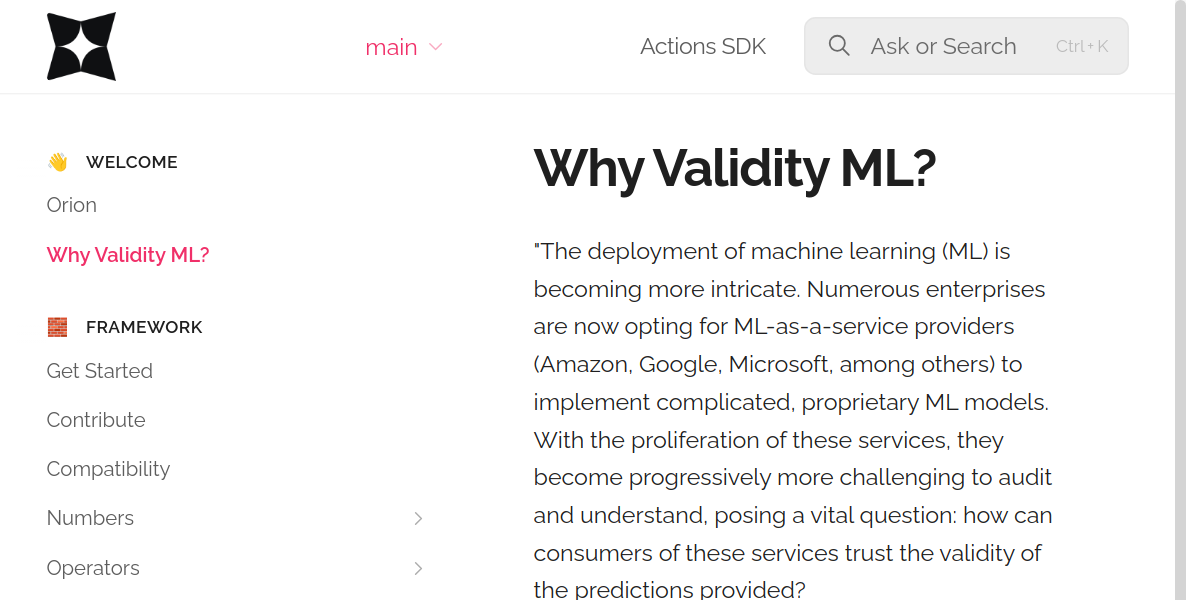 main
Actions SDK
Ask or Search
Ctrl + K
WELCOME
Orion
Why Validity ML?
FRAMEWORK
Get Started
Contribute
Compatibility
Numbers
Operators
Why Validity ML?
"The deployment of machine learning (ML) is
becoming more intricate. Numerous enterprises
are now opting for ML-as-a-service providers
(Amazon, Google, Microsoft, among others) to
implement complicated, proprietary ML models.
With the proliferation of these services, they
become progressively more challenging to audit
and understand, posing a vital question: how can
consumers of these services trust the validity of
the predictions provided?